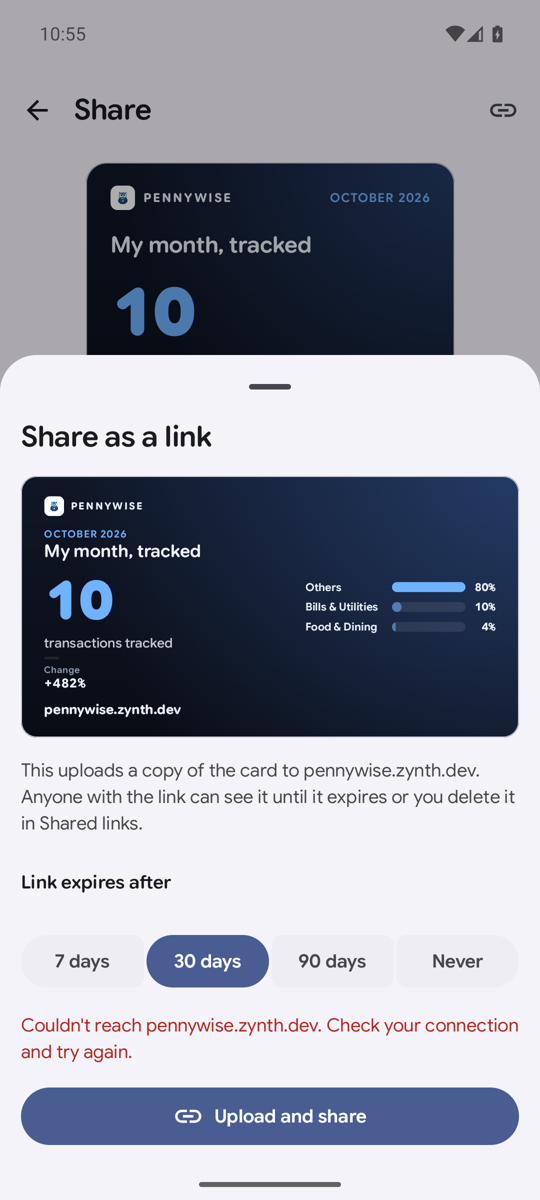 10:55
Share
PENNYWISE
OCTOBER 2026
My month, tracked
10
Share as a link
PENNYWISE
OCTOBER 2026
My month, tracked
10
transactions tracked
Change
+482%
pennywise.zynth.dev
Others 80%
Bills & Utilities 10%
Food & Dining 4%
This uploads a copy of the card to pennywise.zynth.dev.
Anyone with the link can see it until it expires or you delete it
in Shared links.
Link expires after
7 days
30 days
90 days
Never
Couldn't reach pennywise.zynth.dev. Check your connection
and try again.
Upload and share